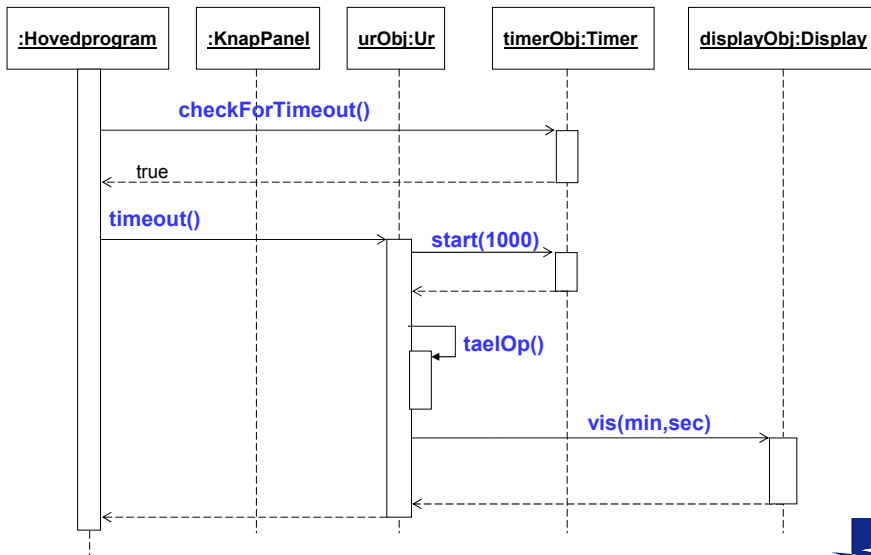 :Hovedprogram
:KnapPanel
urObj:Ur
timerObj:Timer
displayObj:Display
checkForTimeout()
true
timeout()
start(1000)
taelOp()
vis(min,sec)